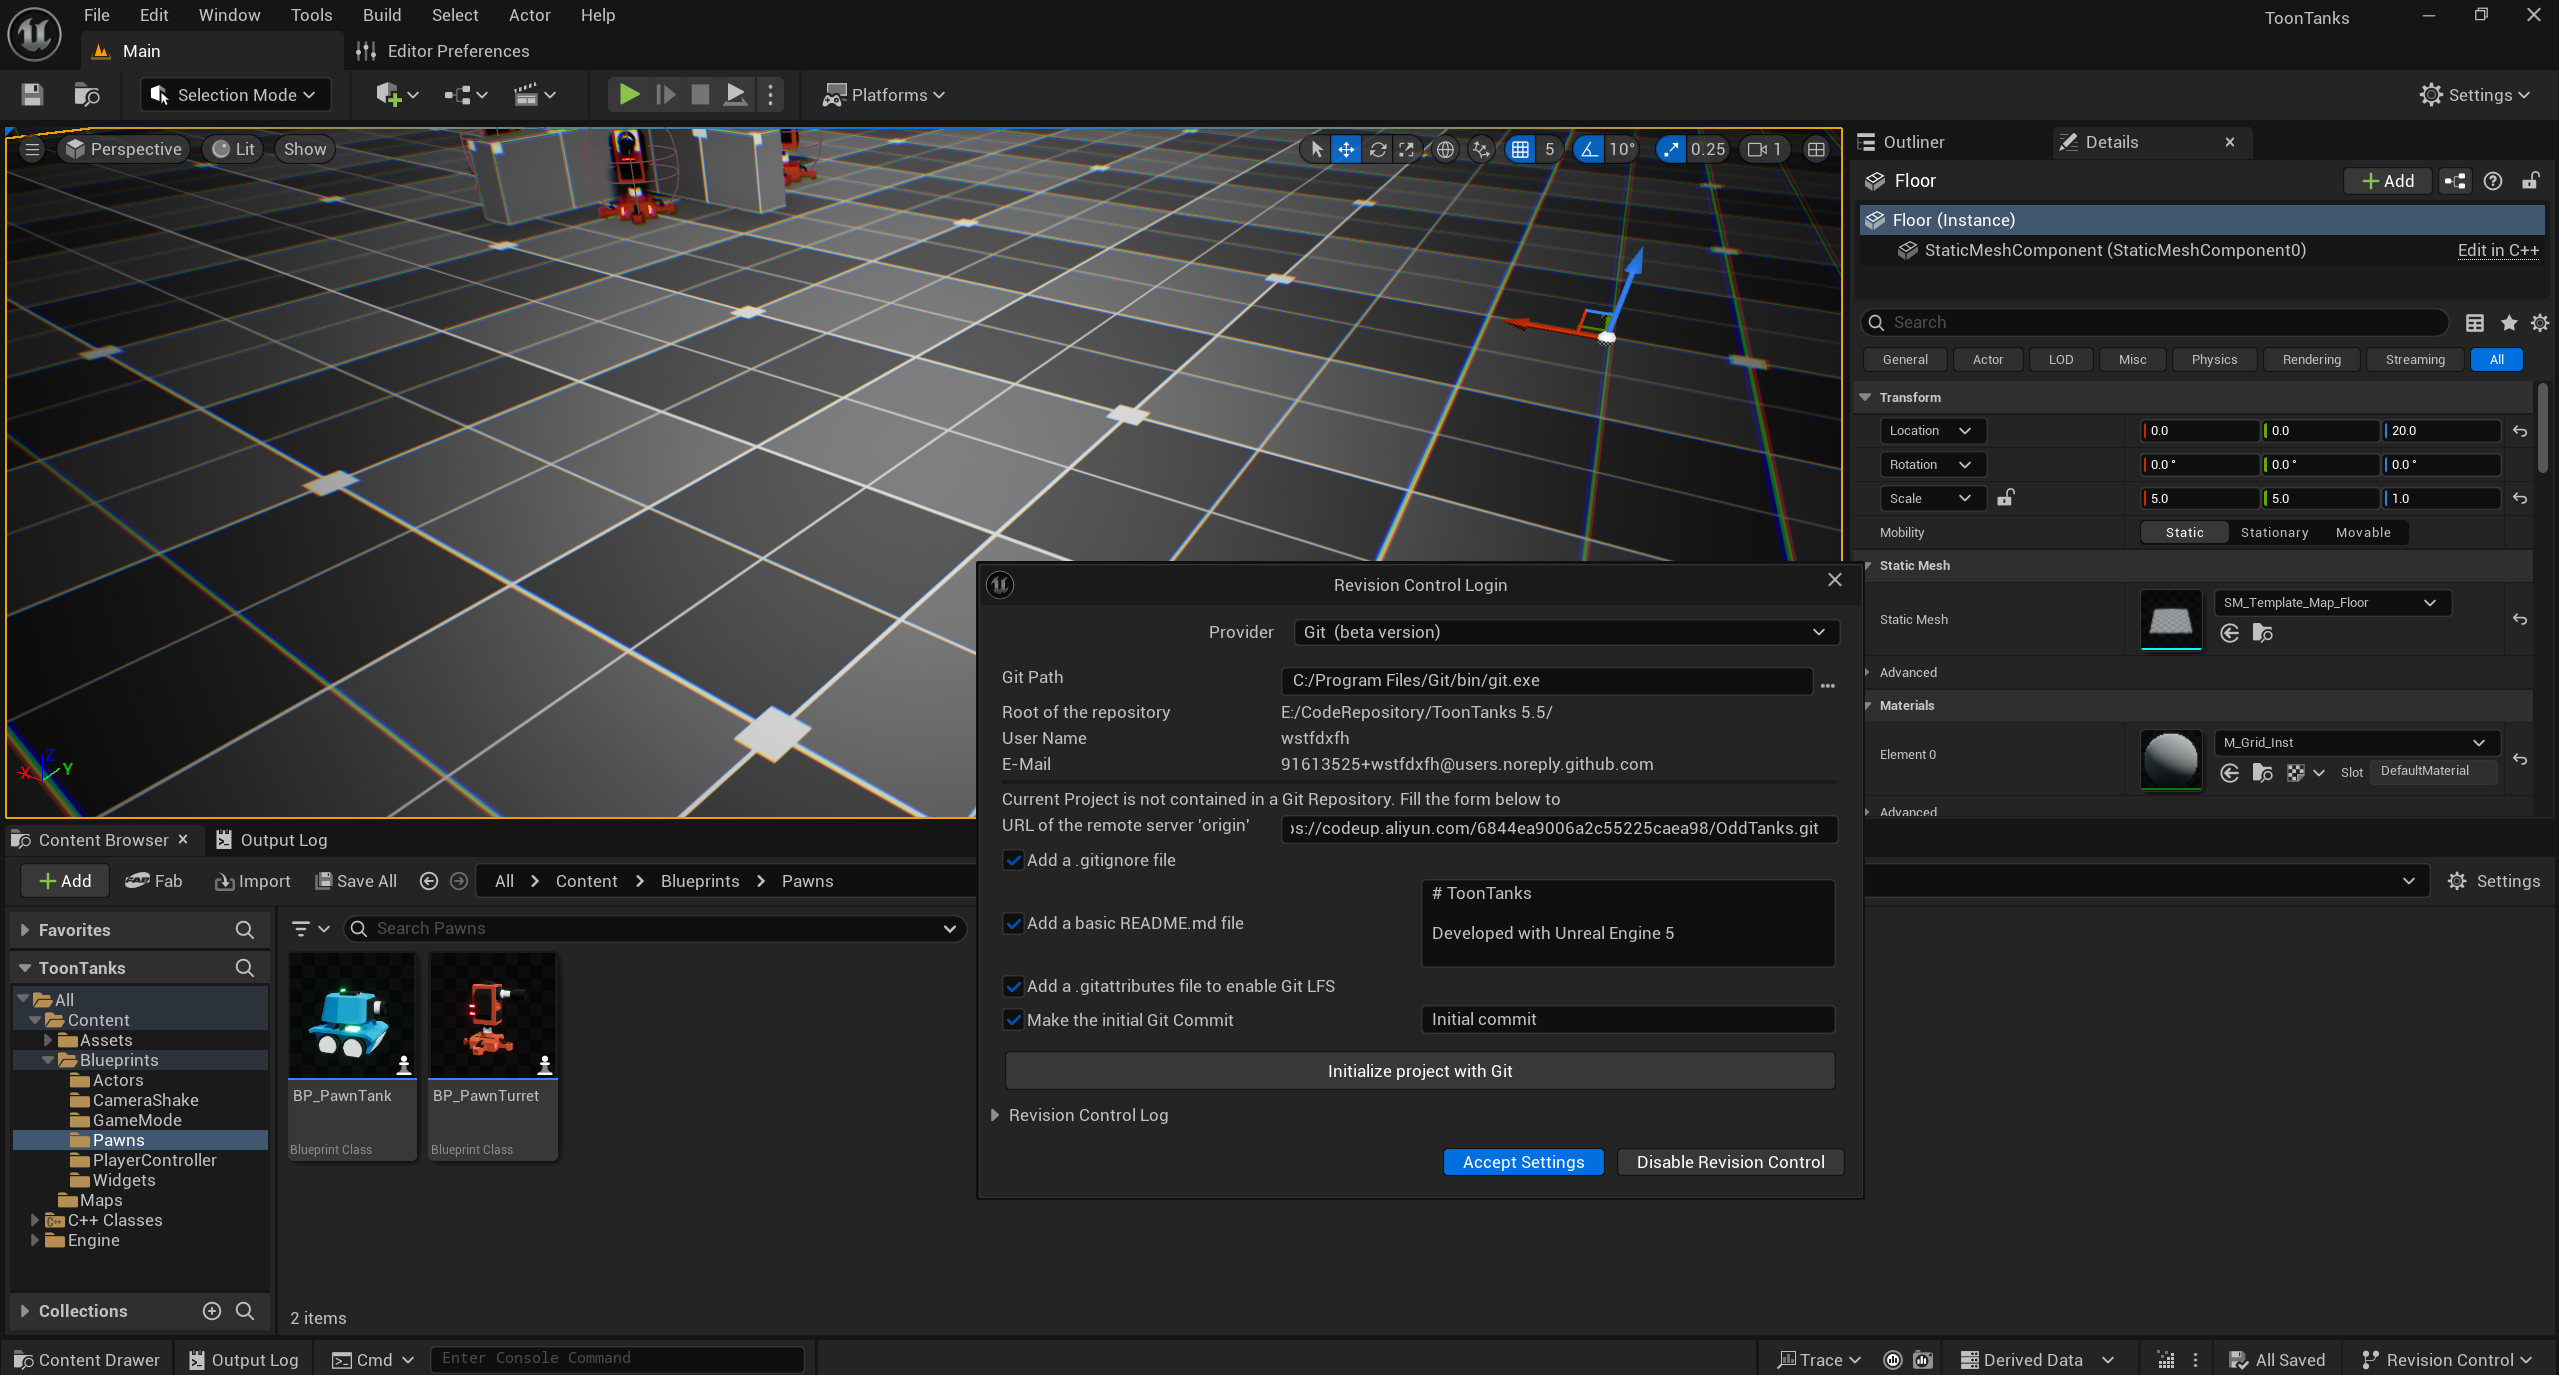 File Edit Window Tools Build Select Actor Help
ToonTanks
Main
Editor Preferences
Selection Mode
Platforms
Settings
Perspective
Lit
Show
5
10°
0.25
1
X
Y
Z
Outliner
Details
Floor
Add
Floor (Instance)
StaticMeshComponent (StaticMeshComponent0)
Edit in C++
Search
General Actor LOD Misc Physics Rendering Streaming All
Transform
Location 0.0 0.0 20.0
Rotation 0.0 ° 0.0 ° 0.0 °
Scale 5.0 5.0 1.0
Mobility Static Stationary Movable
Static Mesh
Static Mesh SM_Template_Map_Floor
Advanced
Materials
Element 0 M_Grid_Inst
Slot DefaultMaterial
Advanced
Revision Control Login
Provider Git (beta version)
Git Path C:/Program Files/Git/bin/git.exe ...
Root of the repository E:/CodeRepository/ToonTanks 5.5/
User Name wstfdxfh
E-Mail 91613525+wstfdxfh@users.noreply.github.com
Current Project is not contained in a Git Repository. Fill the form below to
URL of the remote server 'origin' os://codeup.aliyun.com/6844ea9006a2c55225caea98/OddTanks.git
Add a .gitignore file
Add a basic README.md file
# ToonTanks
Developed with Unreal Engine 5
Add a .gitattributes file to enable Git LFS
Make the initial Git Commit Initial commit
Initialize project with Git
Revision Control Log
Accept Settings Disable Revision Control
Content Browser
Output Log
Add
Fab
Import
Save All
All > Content > Blueprints > Pawns
Settings
Favorites
ToonTanks
All
Content
Assets
Blueprints
Actors
CameraShake
GameMode
Pawns
PlayerController
Widgets
Maps
C++ Classes
Engine
Collections
Search Pawns
BP_PawnTank
Blueprint Class
BP_PawnTurret
Blueprint Class
2 items
Content Drawer
Output Log
Cmd
Enter Console Command
Trace
Derived Data
All Saved
Revision Control